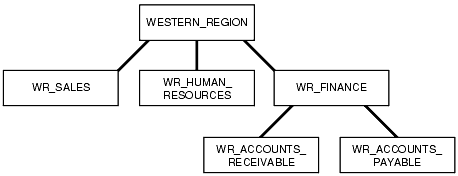 WESTERN_REGION
WR_SALES
WR_HUMAN_
RESOURCES
WR_FINANCE
WR_ACCOUNTS_
RECEIVABLE
WR_ACCOUNTS_
PAYABLE